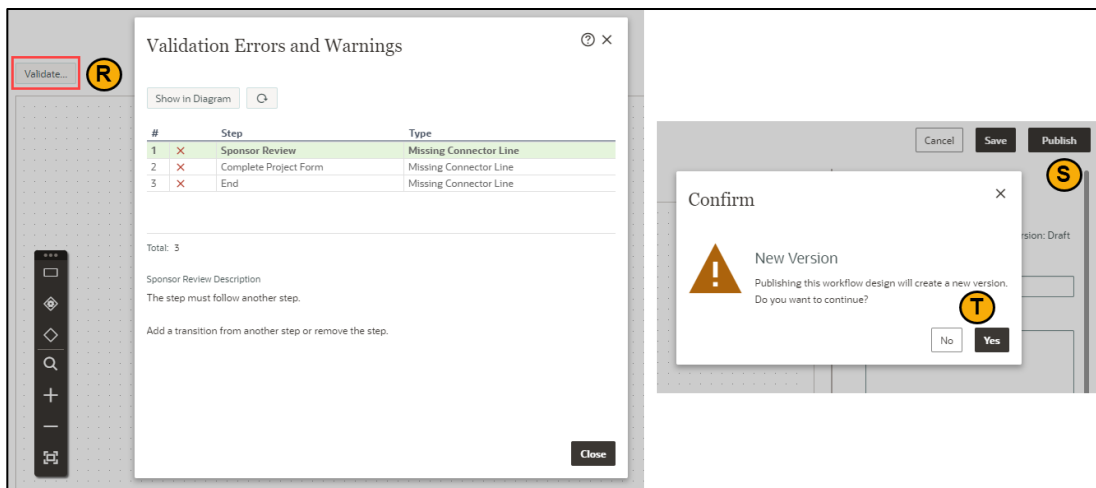 Validate...
R
Validation Errors and Warnings
Show in Diagram
# Step Type
1 Sponsor Review Missing Connector Line
2 Complete Project Form Missing Connector Line
3 End Missing Connector Line
Total: 3
Sponsor Review Description
The step must follow another step.
Add a transition from another step or remove the step.
Close
Cancel Save Publish
S
rsion: Draft
Confirm
New Version
Publishing this workflow design will create a new version.
Do you want to continue?
T
No Yes